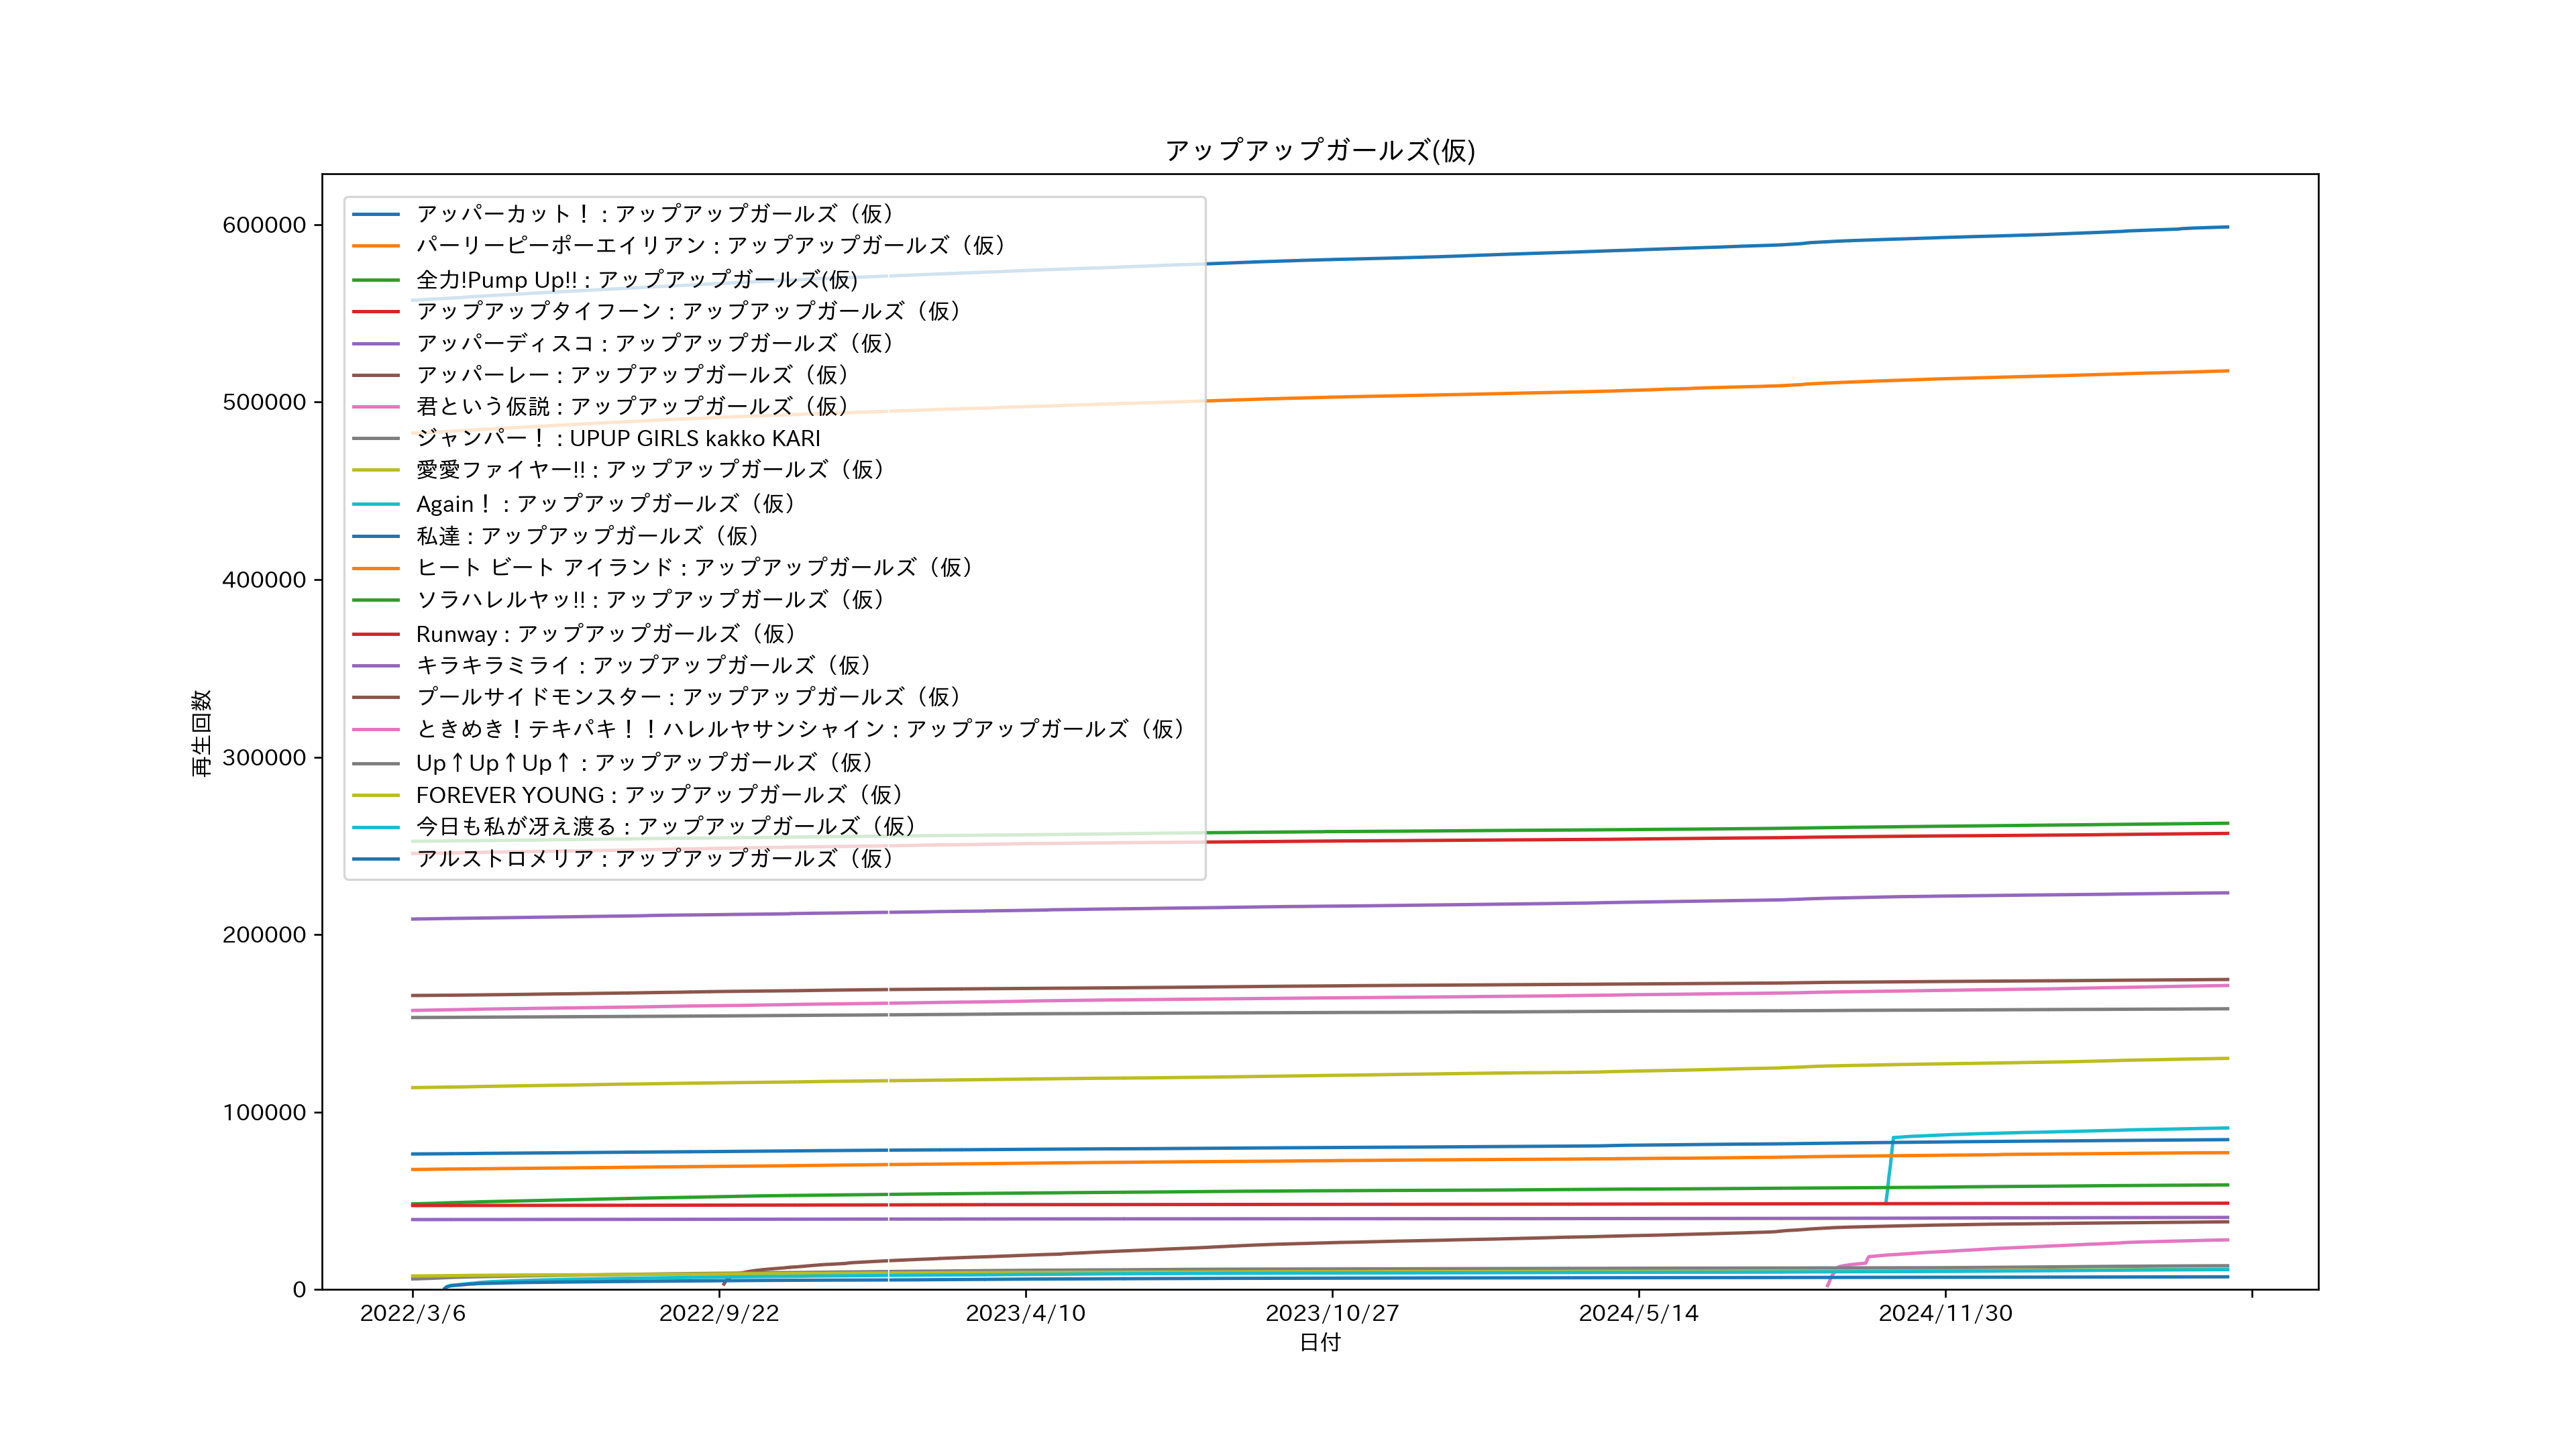 アップアップガールズ(仮)
アッパーカット！ : アップアップガールズ（仮）
パーリーピーポーエイリアン : アップアップガールズ（仮）
全力!Pump Up!! : アップアップガールズ(仮)
アップアップタイフーン : アップアップガールズ（仮）
アッパーディスコ : アップアップガールズ（仮）
アッパーレー : アップアップガールズ（仮）
君という仮説 : アップアップガールズ（仮）
ジャンパー！ : UPUP GIRLS kakko KARI
愛愛ファイヤー!! : アップアップガールズ（仮）
Again！ : アップアップガールズ（仮）
私達 : アップアップガールズ（仮）
ヒート ビート アイランド : アップアップガールズ（仮）
ソラハレルヤッ!! : アップアップガールズ（仮）
Runway : アップアップガールズ（仮）
キラキラミライ : アップアップガールズ（仮）
プールサイドモンスター : アップアップガールズ（仮）
ときめき！テキパキ！！ハレルヤサンシャイン : アップアップガールズ（仮）
Up↑Up↑Up↑ : アップアップガールズ（仮）
FOREVER YOUNG : アップアップガールズ（仮）
今日も私が冴え渡る : アップアップガールズ（仮）
アルストロメリア : アップアップガールズ（仮）
600000
500000
400000
300000
200000
100000
0
再生回数
2022/3/6 2022/9/22 2023/4/10 2023/10/27 2024/5/14 2024/11/30
日付